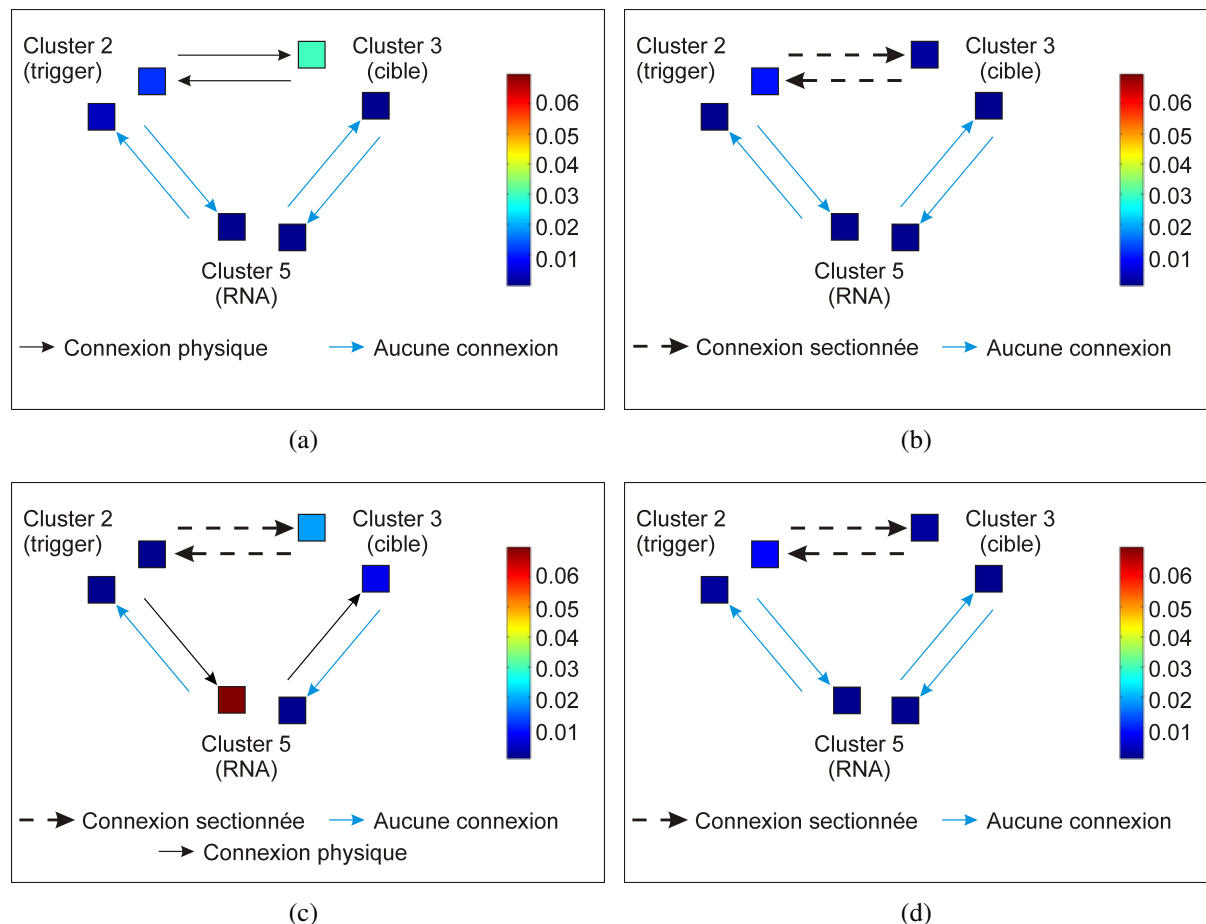 Cluster 2
(trigger)
Cluster 3
(cible)
0.06
0.05
0.04
0.03
0.02
0.01
Cluster 5
(RNA)
Connexion physique
Aucune connexion
(a)
Cluster 2
(trigger)
Cluster 3
(cible)
0.06
0.05
0.04
0.03
0.02
0.01
Cluster 5
(RNA)
Connexion sectionnée
Aucune connexion
(b)
Cluster 2
(trigger)
Cluster 3
(cible)
0.06
0.05
0.04
0.03
0.02
0.01
Cluster 5
(RNA)
Connexion sectionnée
Aucune connexion
Connexion physique
(c)
Cluster 2
(trigger)
Cluster 3
(cible)
0.06
0.05
0.04
0.03
0.02
0.01
Cluster 5
(RNA)
Connexion sectionnée
Aucune connexion
(d)